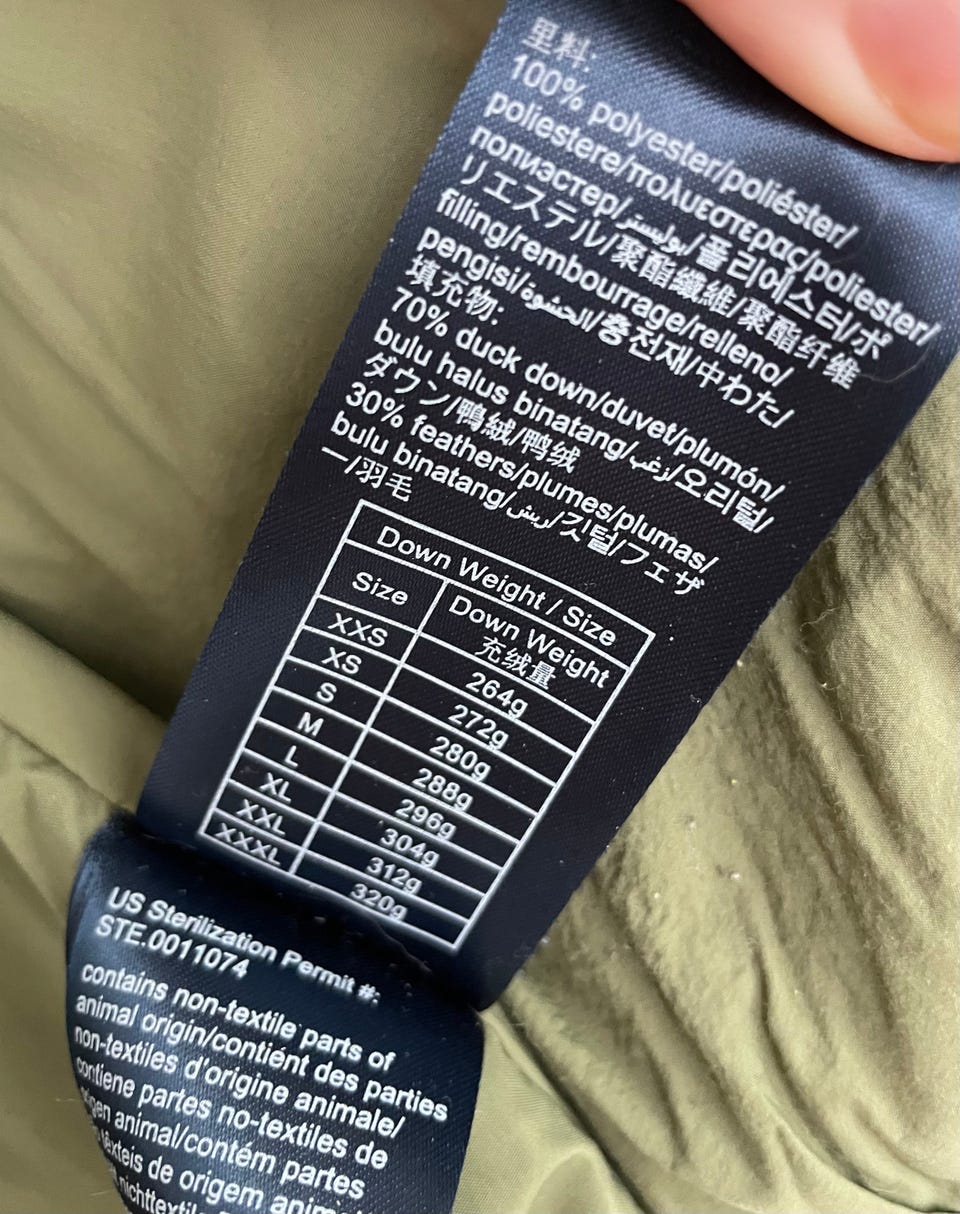 里料:
100% polyester/poliéster/
poliestere/πολυεστερας/poliester/
полиэстер/بوليستر/폴리에스터/ポ
リエステル/聚酯纖維/聚酯纤维
filling/rembourrage/relleno/
pengisi/الحشوة/충전재/中わた/
填充物:
70% duck down/duvet/plumón/
bulu halus binatang/زغب/오리털/
ダウン/鴨絨/鸭绒
30% feathers/plumes/plumas/
bulu binatang/ريش/깃털/フェザ
ー/羽毛
Down Weight / Size
Size Down Weight
充绒量
XXS 264g
XS 272g
S 280g
M 288g
L 296g
XL 304g
XXL 312g
XXXL 320g
US Sterilization Permit #:
STE.0011074
contains non-textile parts of
animal origin/contient des parties
non-textiles d'origine animale/
contiene partes no-textiles de
origen animal/contém partes
têxteis de origem
nichttextile